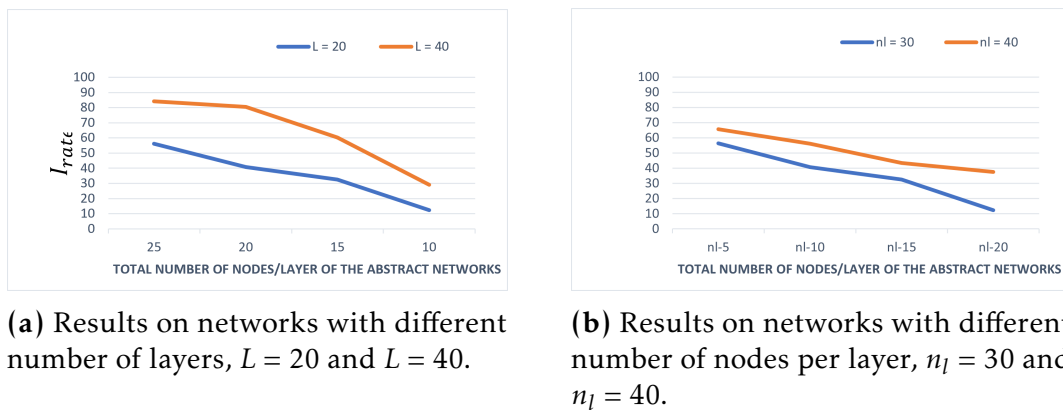 L = 20 L = 40
100
90
80
70
60
50
40
30
20
10
0
I_rate
25 20 15 10
TOTAL NUMBER OF NODES/LAYER OF THE ABSTRACT NETWORKS
(a) Results on networks with different
number of layers, L = 20 and L = 40.
nl = 30 nl = 40
100
90
80
70
60
50
40
30
20
10
0
nl-5 nl-10 nl-15 nl-20
TOTAL NUMBER OF NODES/LAYER OF THE ABSTRACT NETWORKS
(b) Results on networks with different
number of nodes per layer, n_l = 30 and
n_l = 40.